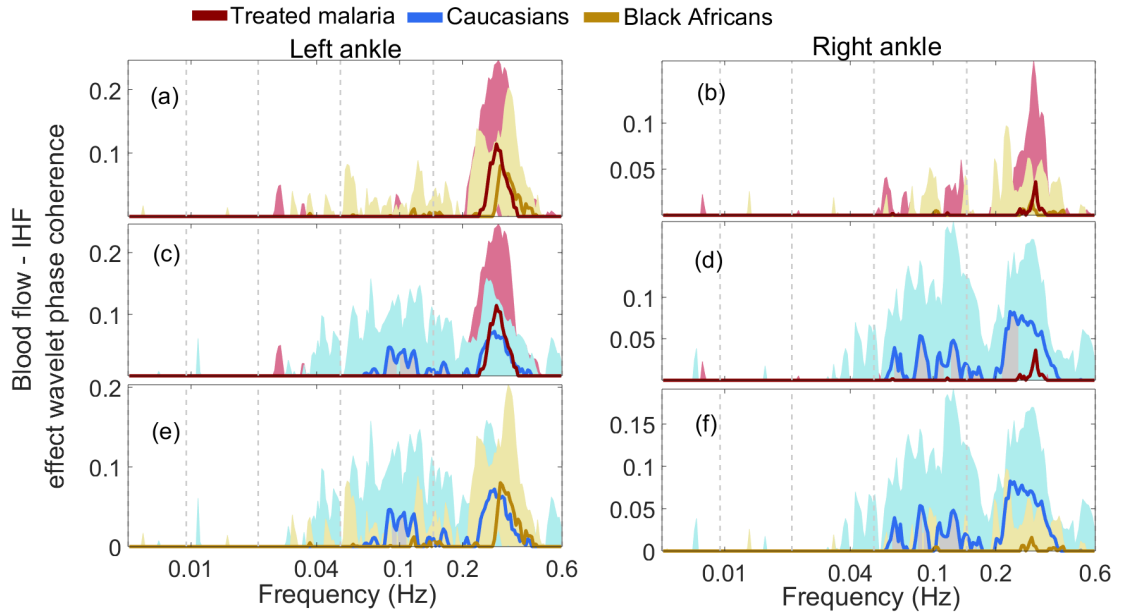 Treated malaria Caucasians Black Africans
Left ankle Right ankle
Blood flow - IHF
effect wavelet phase coherence
(a) 0.2 0.1
(b) 0.1 0.05
(c) 0.2 0.1
(d) 0.1 0.05
(e) 0.2 0.1 0
(f) 0.15 0.1 0.05 0
0.01 0.04 0.1 0.2 0.6
0.01 0.04 0.1 0.2 0.6
Frequency (Hz) Frequency (Hz)